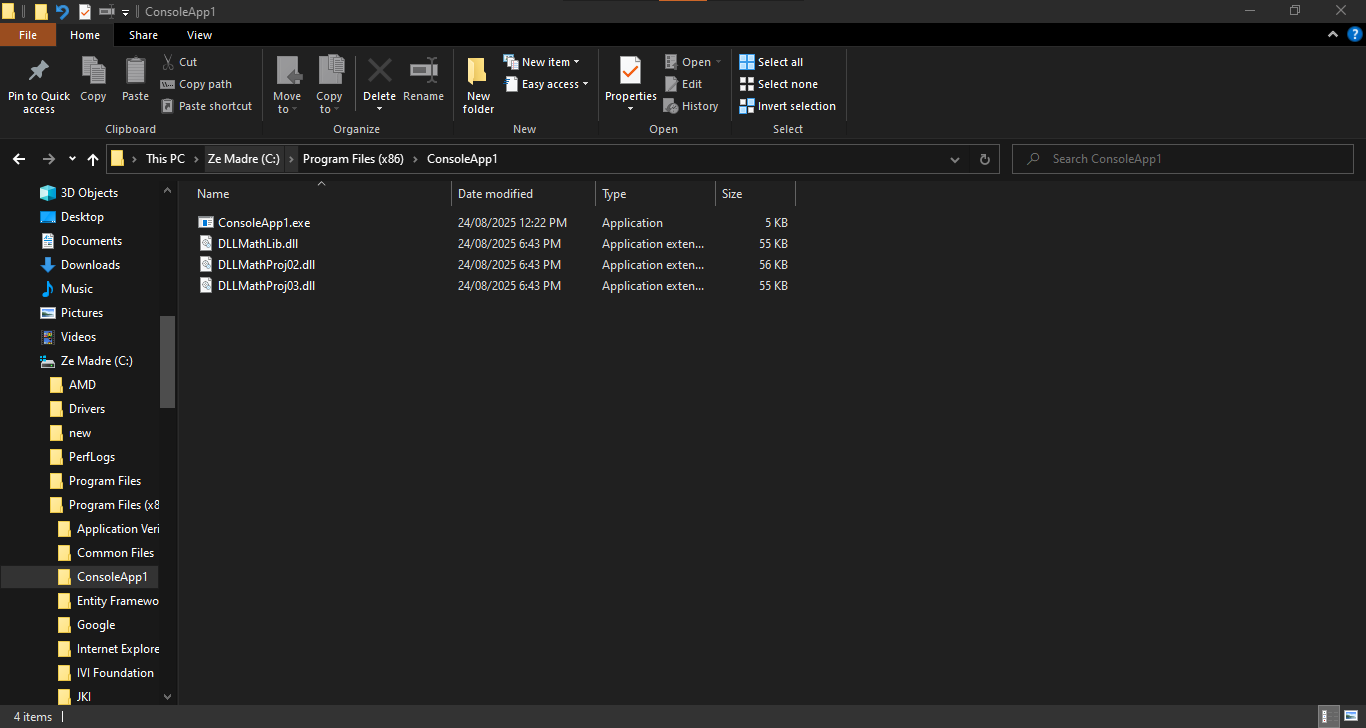 ConsoleApp1
File Home Share View
Pin to Quick access
Copy
Paste
Cut
Copy path
Paste shortcut
Clipboard
Move to
Copy to
Delete
Rename
Organize
New folder
New item
Easy access
New
Properties
Open
Edit
History
Open
Select all
Select none
Invert selection
Select
This PC Ze Madre (C:) Program Files (x86) ConsoleApp1
Search ConsoleApp1
3D Objects
Desktop
Documents
Downloads
Music
Pictures
Videos
Ze Madre (C:)
AMD
Drivers
new
PerfLogs
Program Files
Program Files (x8
Application Veri
Common Files
ConsoleApp1
Entity Framewo
Google
Internet Explore
IVI Foundation
JKI
Name Date modified Type Size
ConsoleApp1.exe 24/08/2025 12:22 PM Application 5 KB
DLLMathLib.dll 24/08/2025 6:43 PM Application exten... 55 KB
DLLMathProj02.dll 24/08/2025 6:43 PM Application exten... 56 KB
DLLMathProj03.dll 24/08/2025 6:43 PM Application exten... 55 KB
4 items